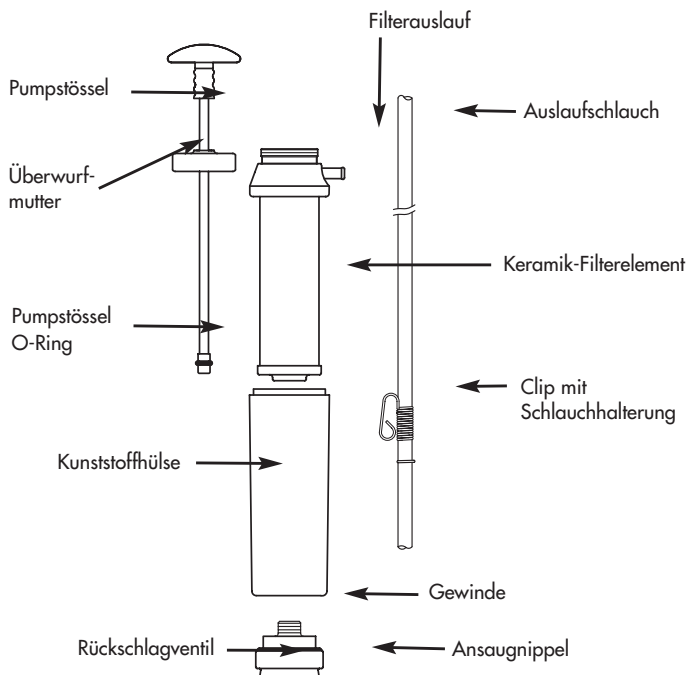 Filterauslauf
Pumpstössel
Auslaufschlauch
Überwurf-
mutter
Keramik-Filterelement
Pumpstössel
O-Ring
Clip mit
Schlauchhalterung
Kunststoffhülse
Gewinde
Rückschlagventil
Ansaugnippel